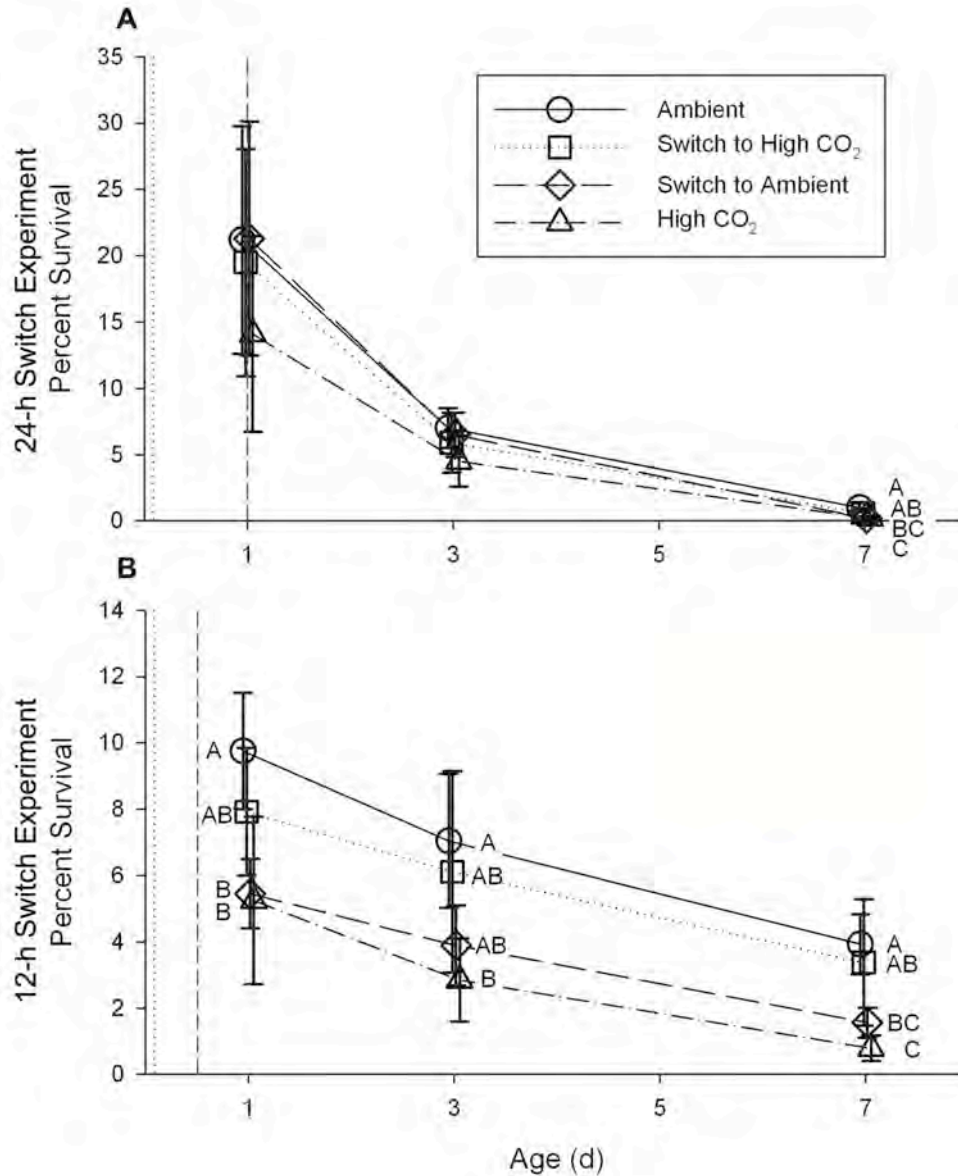 A
24-h Switch Experiment
Percent Survival
35
30
25
20
15
10
5
0
Ambient
Switch to High CO₂
Switch to Ambient
High CO₂
A
AB
BC
C
1
3
5
7
B
12-h Switch Experiment
Percent Survival
14
12
10
8
6
4
2
0
A
AB
B
B
A
AB
AB
B
A
AB
BC
C
1
3
5
7
Age (d)